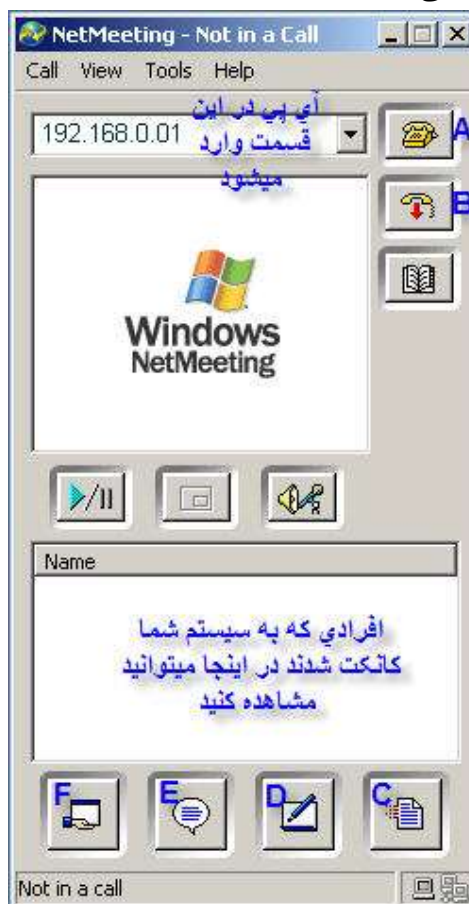 NetMeeting - Not in a Call
Call View Tools Help
192.168.0.01
آي پي در اين
قسمت وارد
ميشود
A
B
Windows
NetMeeting
Name
افرادي كه به سيستم شما
كانكت شدند در اينجا ميتوانيد
مشاهده كنيد
F E D C
Not in a call